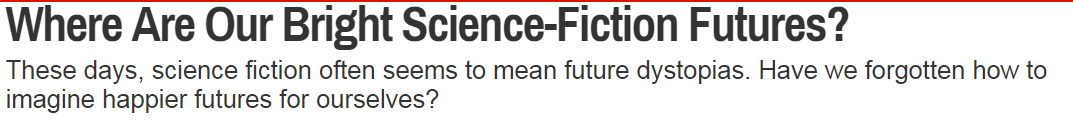 Where Are Our Bright Science-Fiction Futures?
These days, science fiction often seems to mean future dystopias. Have we forgotten how to
imagine happier futures for ourselves?